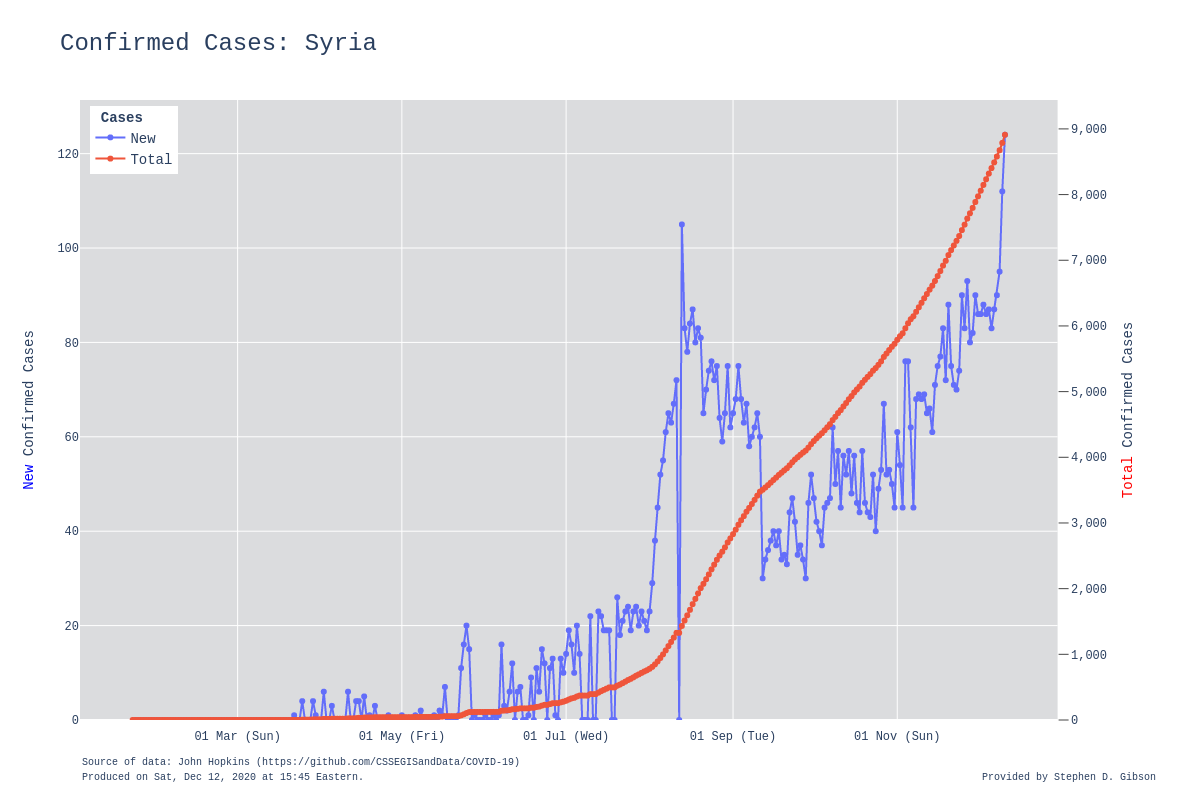 Confirmed Cases: Syria
Cases
New
Total
120
100
80
60
40
20
0
9,000
8,000
7,000
6,000
5,000
4,000
3,000
2,000
1,000
0
New Confirmed Cases
Total Confirmed Cases
01 Mar (Sun) 01 May (Fri) 01 Jul (Wed) 01 Sep (Tue) 01 Nov (Sun)
Source of data: John Hopkins (https://github.com/CSSEGISandData/COVID-19)
Produced on Sat, Dec 12, 2020 at 15:45 Eastern.
Provided by Stephen D. Gibson